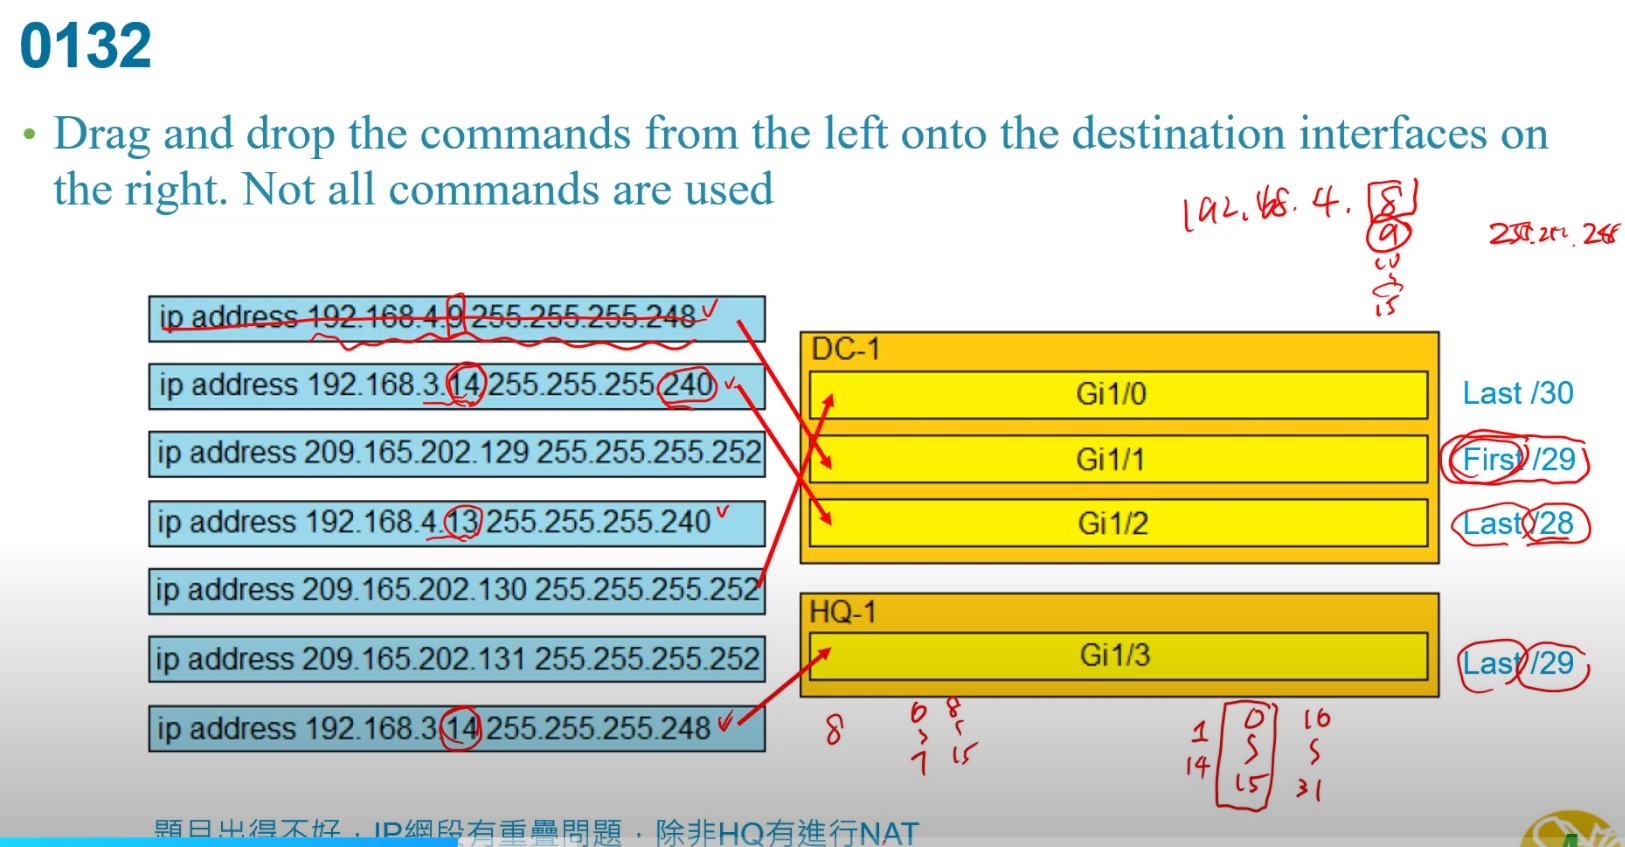 0132
• Drag and drop the commands from the left onto the destination interfaces on
the right. Not all commands are used
192.168.4.8
9
15
ip address 192.168.4.9 255.255.255.248
ip address 192.168.3.14 255.255.255.240
ip address 209.165.202.129 255.255.255.252
ip address 192.168.4.13 255.255.255.240
ip address 209.165.202.130 255.255.255.252
ip address 209.165.202.131 255.255.255.252
ip address 192.168.3.14 255.255.255.248
DC-1
Gi1/0 Last /30
Gi1/1 First /29
Gi1/2 Last /28
HQ-1
Gi1/3 Last /29
8
0 8
7 15
1 0 16
14 15 31
題目出得不好，IP網段有重疊問題，除非HQ有進行NAT